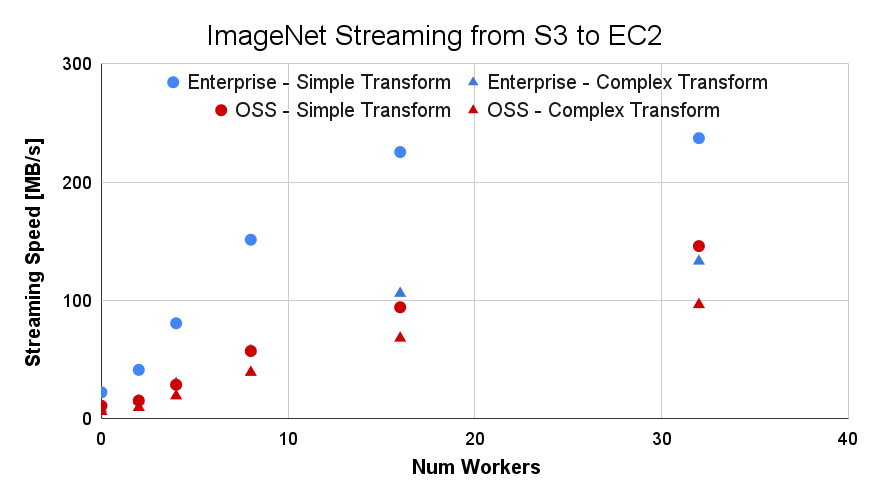 ImageNet Streaming from S3 to EC2
Enterprise - Simple Transform Enterprise - Complex Transform
OSS - Simple Transform OSS - Complex Transform
Streaming Speed [MB/s]
300
200
100
0
0 10 20 30 40
Num Workers